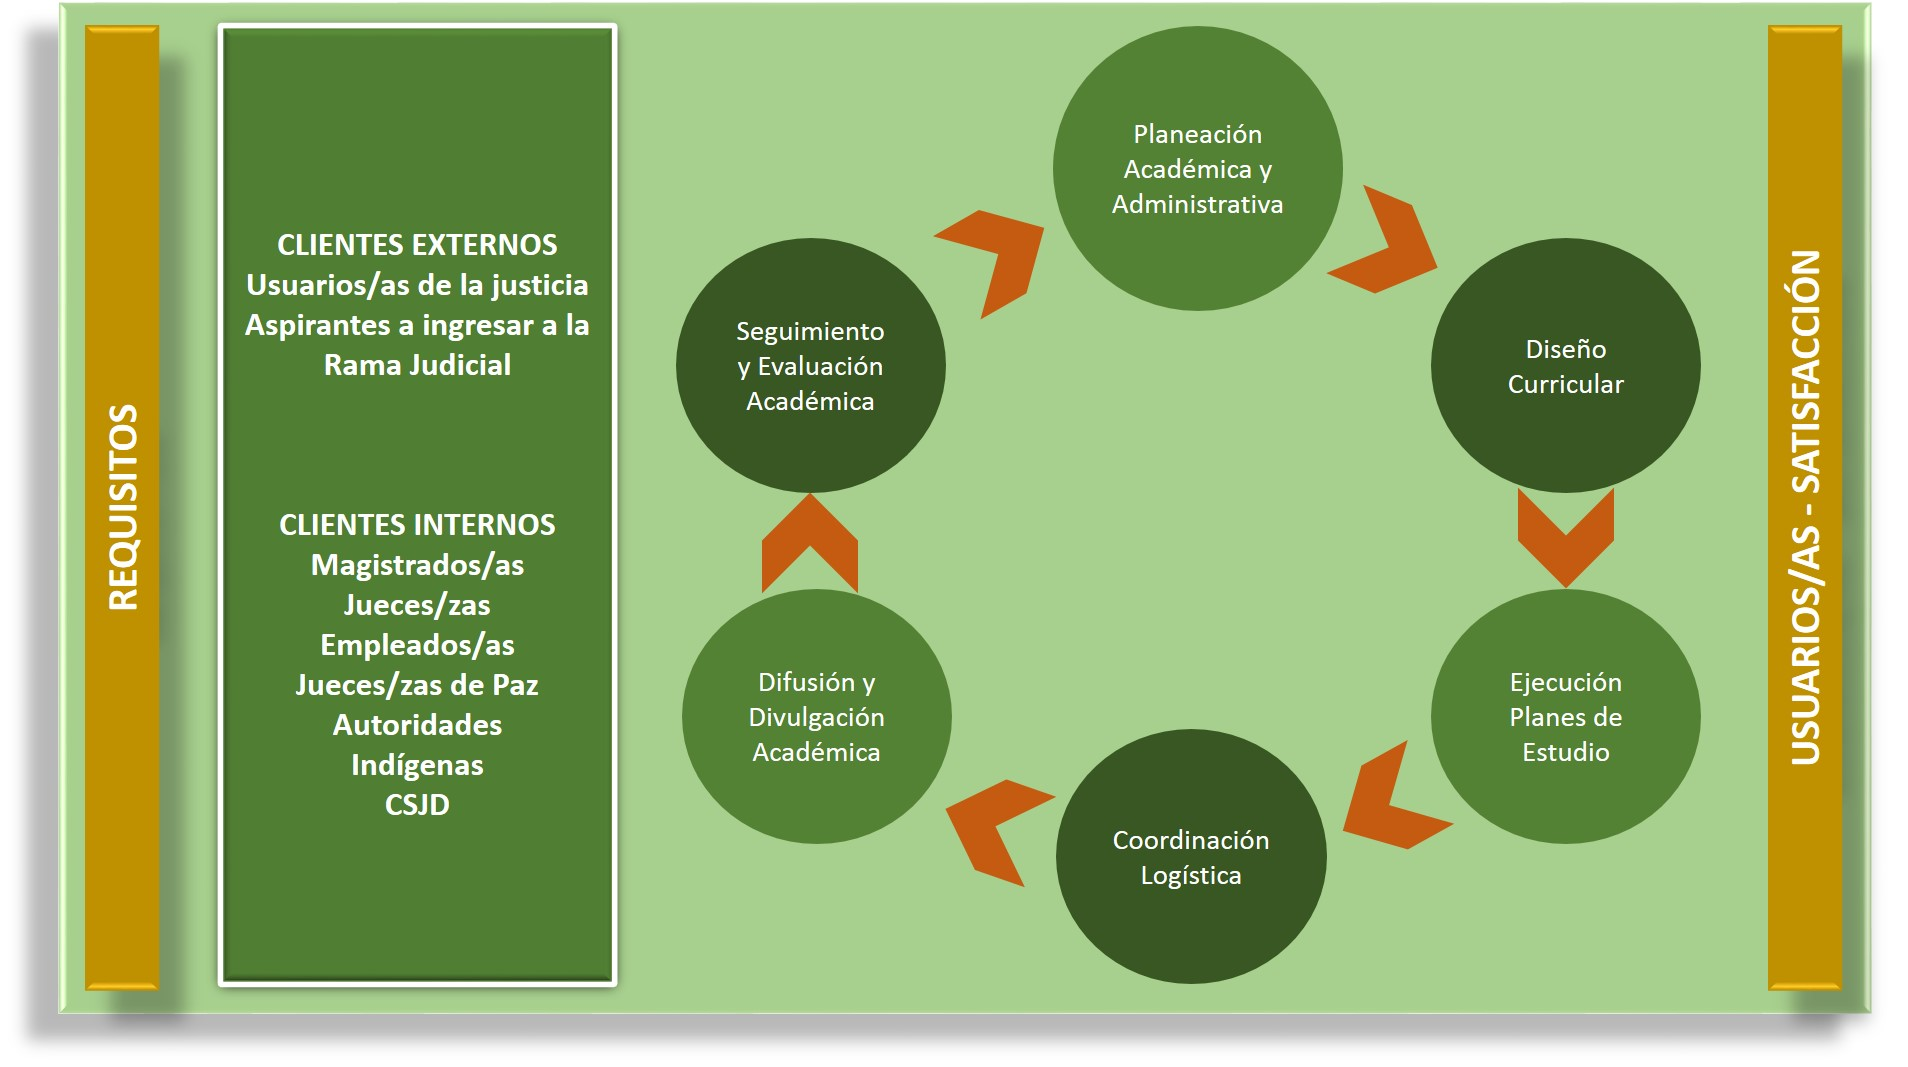 REQUISITOS
CLIENTES EXTERNOS
Usuarios/as de la justicia
Aspirantes a ingresar a la
Rama Judicial
CLIENTES INTERNOS
Magistrados/as
Jueces/zas
Empleados/as
Jueces/zas de Paz
Autoridades
Indígenas
CSJD
Planeación
Académica y
Administrativa
Diseño
Curricular
Ejecución
Planes de
Estudio
Coordinación
Logística
Difusión y
Divulgación
Académica
Seguimiento
y Evaluación
Académica
USUARIOS/AS - SATISFACCIÓN